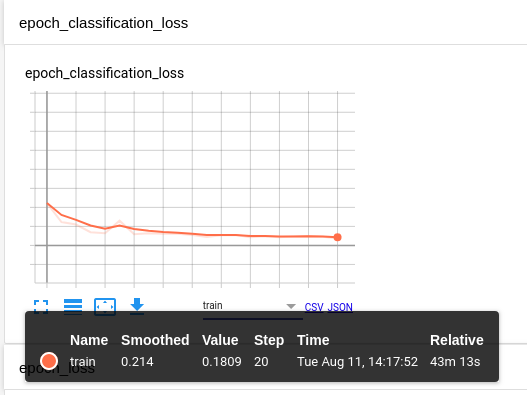 epoch_classification_loss
epoch_classification_loss
train
CSV JSON
Name Smoothed Value Step Time Relative
train 0.214 0.1809 20 Tue Aug 11, 14:17:52 43m 13s
epoch_loss